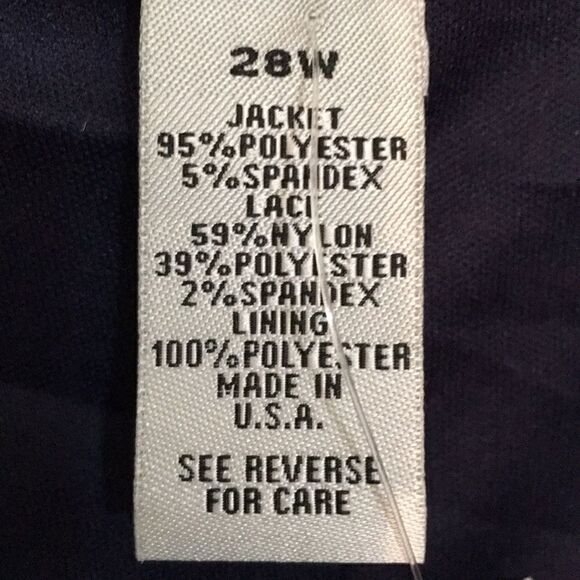 28W
JACKET
95%POLYESTER
5%SPANDEX
LACE
59%NYLON
39%POLYESTER
2%SPANDEX
LINING
100%POLYESTER
MADE IN
U.S.A.
SEE REVERSE
FOR CARE